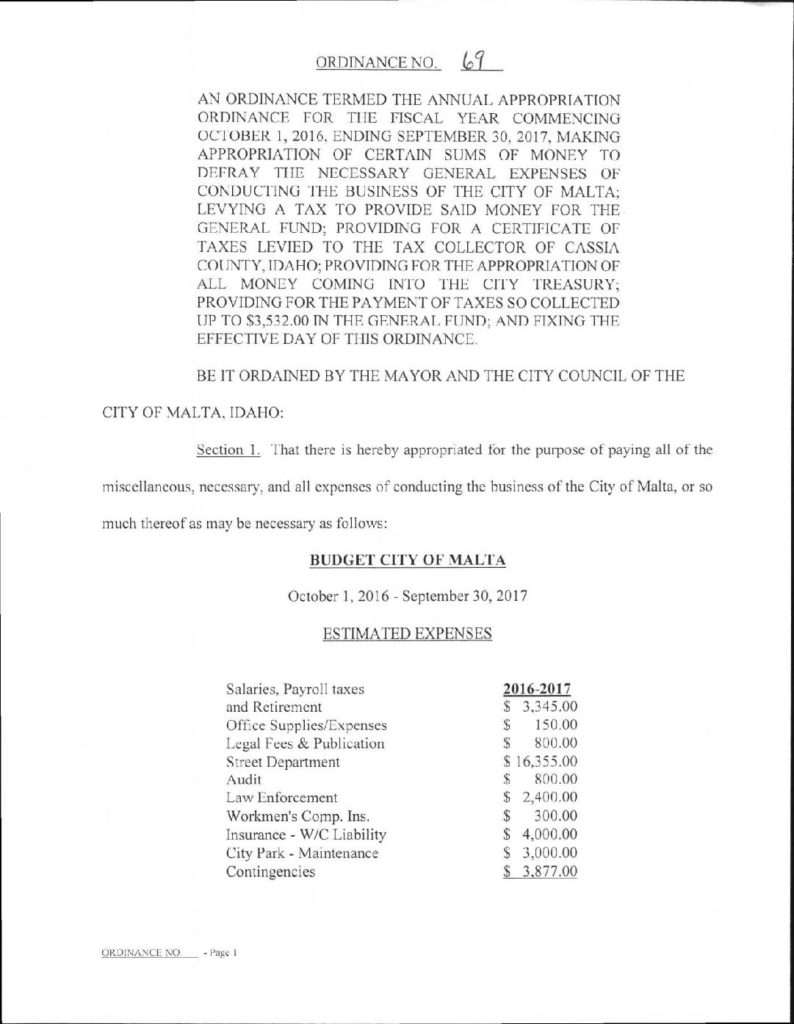 ORDINANCE NO. 69
AN ORDINANCE TERMED THE ANNUAL APPROPRIATION
ORDINANCE FOR THE FISCAL YEAR COMMENCING
OCTOBER 1, 2016, ENDING SEPTEMBER 30, 2017, MAKING
APPROPRIATION OF CERTAIN SUMS OF MONEY TO
DEFRAY THE NECESSARY GENERAL EXPENSES OF
CONDUCTING THE BUSINESS OF THE CITY OF MALTA;
LEVYING A TAX TO PROVIDE SAID MONEY FOR THE
GENERAL FUND; PROVIDING FOR A CERTIFICATE OF
TAXES LEVIED TO THE TAX COLLECTOR OF CASSIA
COUNTY, IDAHO; PROVIDING FOR THE APPROPRIATION OF
ALL MONEY COMING INTO THE CITY TREASURY;
PROVIDING FOR THE PAYMENT OF TAXES SO COLLECTED
UP TO $3,532.00 IN THE GENERAL FUND; AND FIXING THE
EFFECTIVE DAY OF THIS ORDINANCE.
BE IT ORDAINED BY THE MAYOR AND THE CITY COUNCIL OF THE
CITY OF MALTA, IDAHO:
Section 1. That there is hereby appropriated for the purpose of paying all of the
miscellaneous, necessary, and all expenses of conducting the business of the City of Malta, or so
much thereof as may be necessary as follows:
BUDGET CITY OF MALTA
October 1, 2016 - September 30, 2017
ESTIMATED EXPENSES
Salaries, Payroll taxes 2016-2017
and Retirement $ 3,345.00
Office Supplies/Expenses $ 150.00
Legal Fees & Publication $ 800.00
Street Department $ 16,355.00
Audit $ 800.00
Law Enforcement $ 2,400.00
Workmen's Comp. Ins. $ 300.00
Insurance - W/C Liability $ 4,000.00
City Park - Maintenance $ 3,000.00
Contingencies $ 3,877.00
ORDINANCE NO. ___ - Page 1